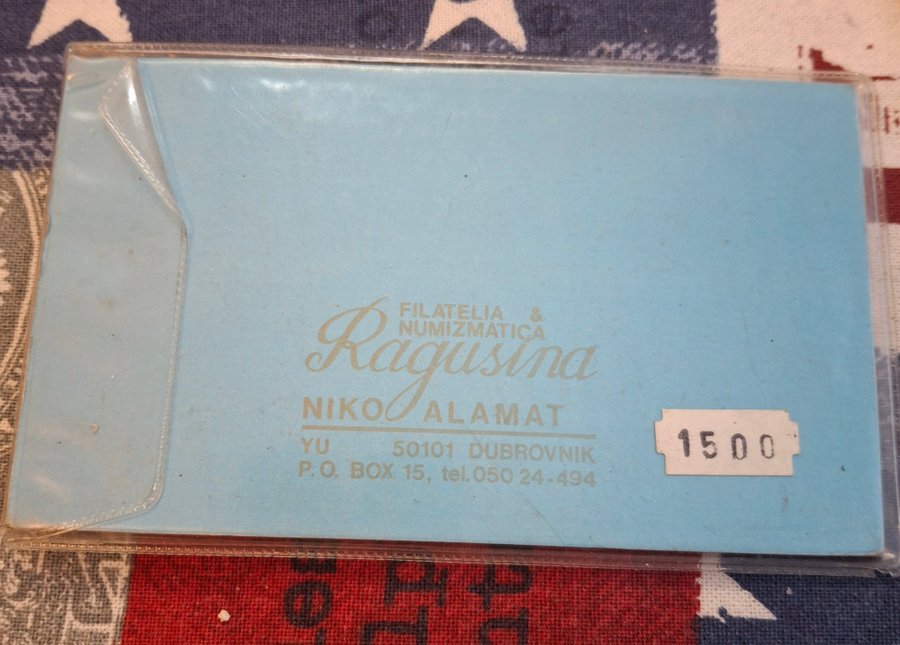 FILATELIA &
NUMIZMATICA
Ragusina
NIKO ALAMAT
YU 50101 DUBROVNIK
P. O. BOX 15, tel. 050 24-494
1500